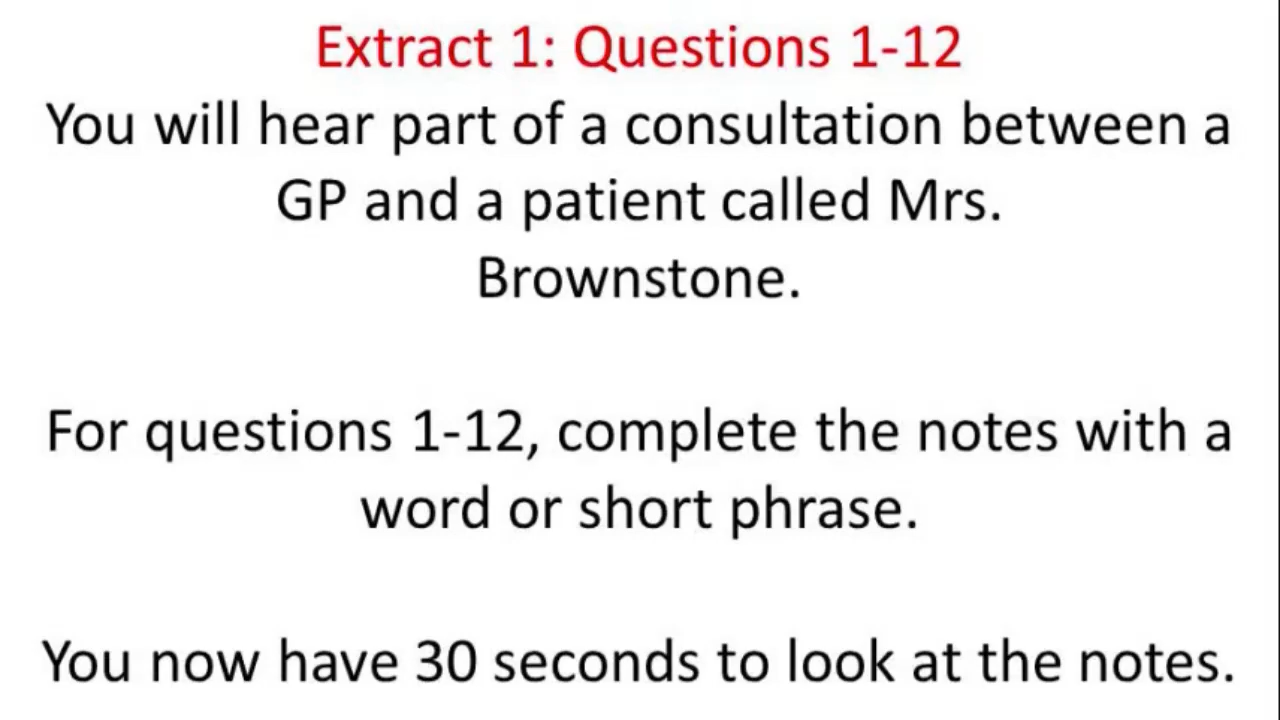 Extract 1: Questions 1-12
You will hear part of a consultation between a
GP and a patient called Mrs.
Brownstone.
For questions 1-12, complete the notes with a
word or short phrase.
You now have 30 seconds to look at the notes.